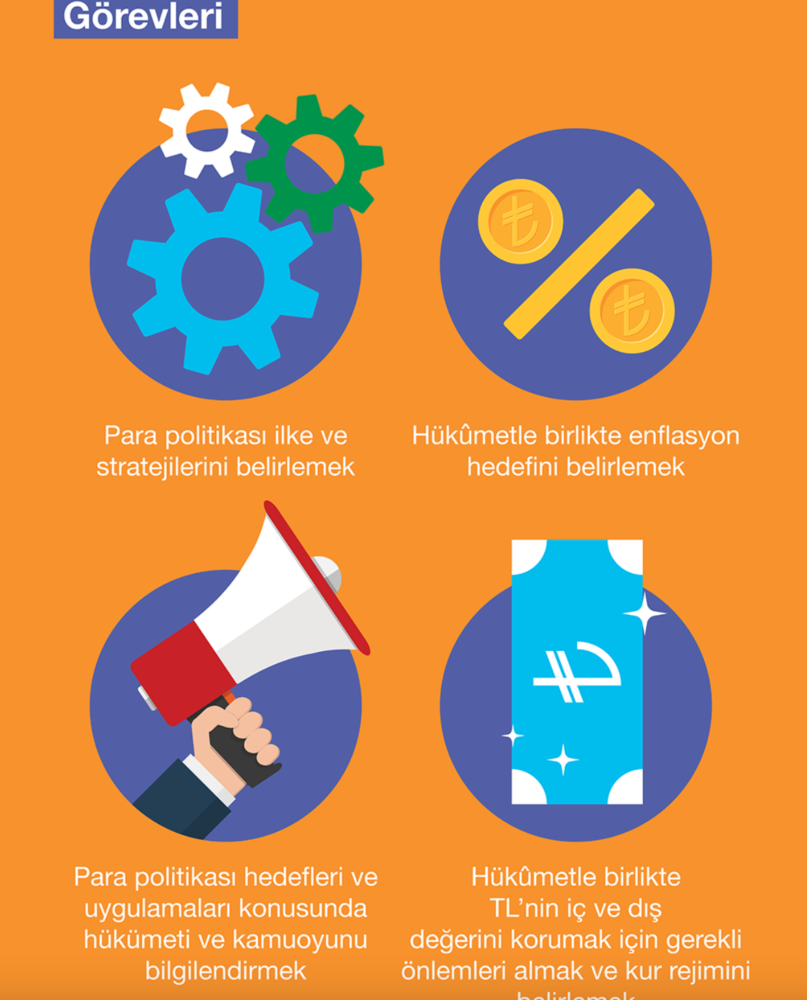 Görevleri
Para politikası ilke ve
stratejilerini belirlemek
Hükûmetle birlikte enflasyon
hedefini belirlemek
Para politikası hedefleri ve
uygulamaları konusunda
hükümeti ve kamuoyunu
bilgilendirmek
Hükûmetle birlikte
TL’nin iç ve dış
değerini korumak için gerekli
önlemleri almak ve kur rejimini
belirlemek